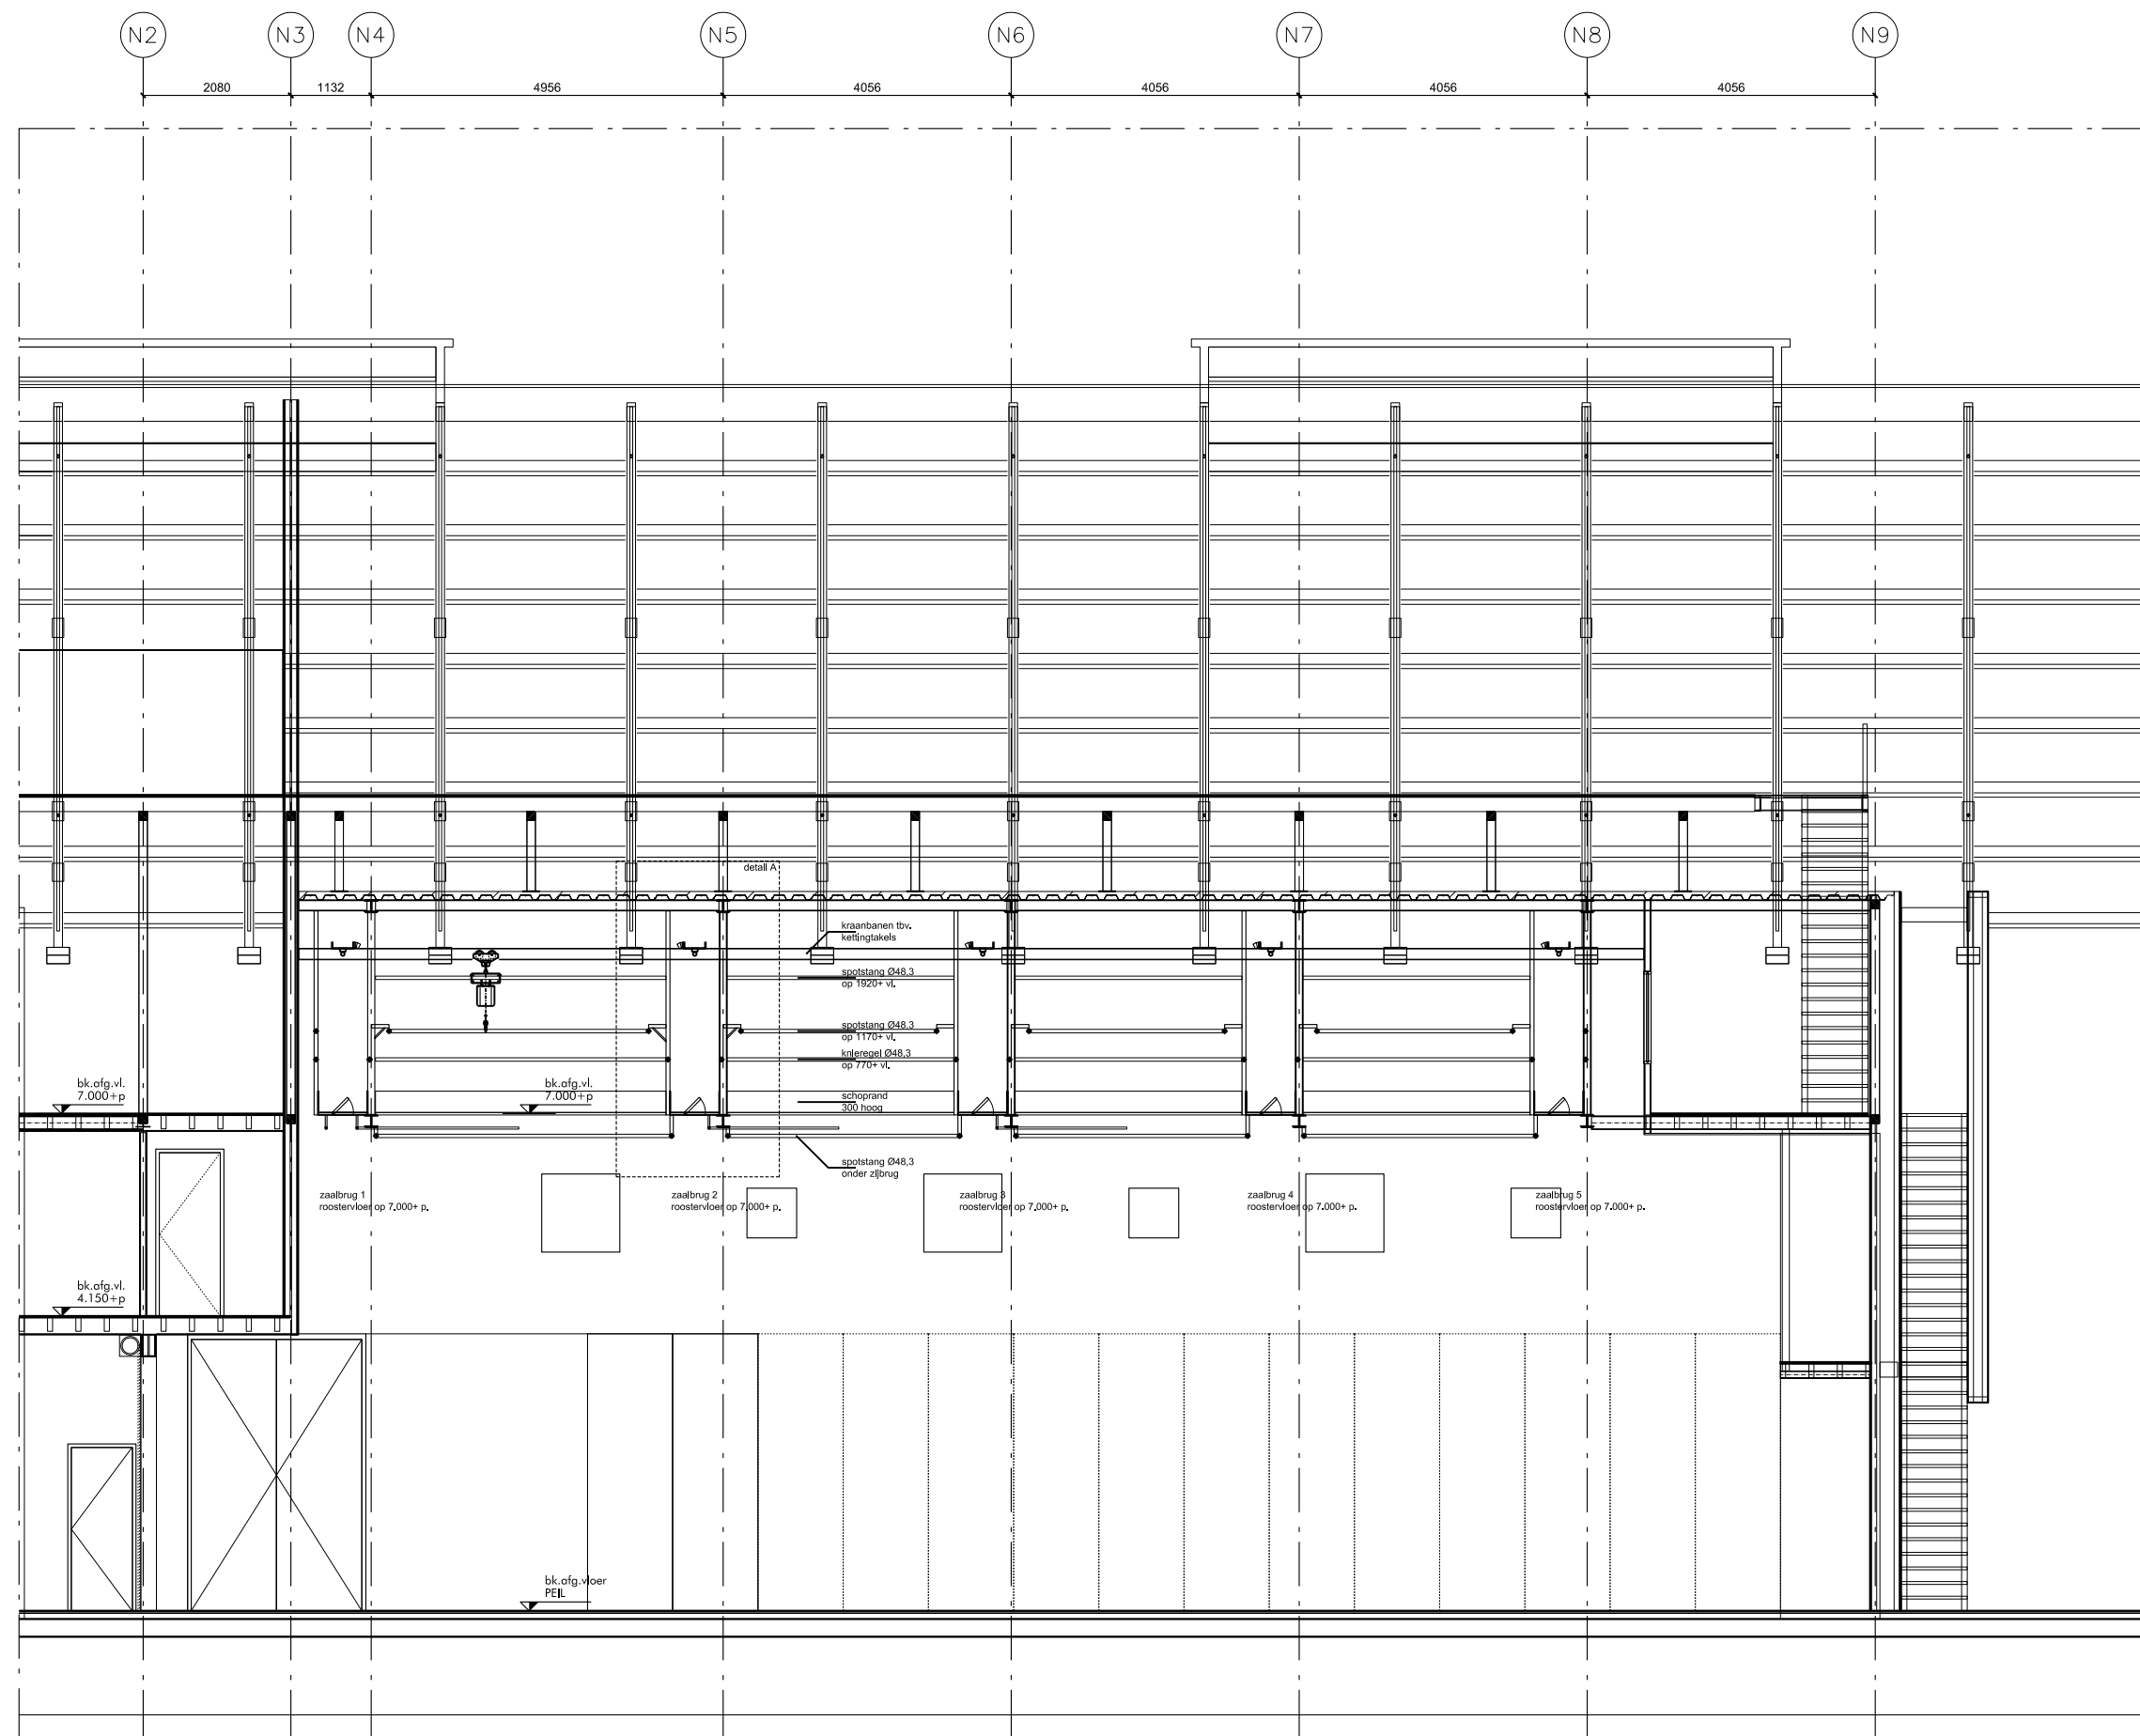 N2 N3 N4 N5 N6 N7 N8 N9
2080 1132 4956 4056 4056 4056 4056
detail A
kraanbanen tbv.
kettingtakels
spotstang Ø48,3
op 1920+ vl.
spotstang Ø48,3
op 1170+ vl.
knieregel Ø48,3
op 770+ vl.
schoprand
300 hoog
spotstang Ø48,3
onder zijbrug
bk.afg.vl.
7.000+p
bk.afg.vl.
7.000+p
zaalbrug 1
roostervloer op 7.000+ p.
zaalbrug 2
roostervloer op 7.000+ p.
zaalbrug 3
roostervloer op 7.000+ p.
zaalbrug 4
roostervloer op 7.000+ p.
zaalbrug 5
roostervloer op 7.000+ p.
bk.afg.vl.
4.150+p
bk.afg.vloer
PEIL